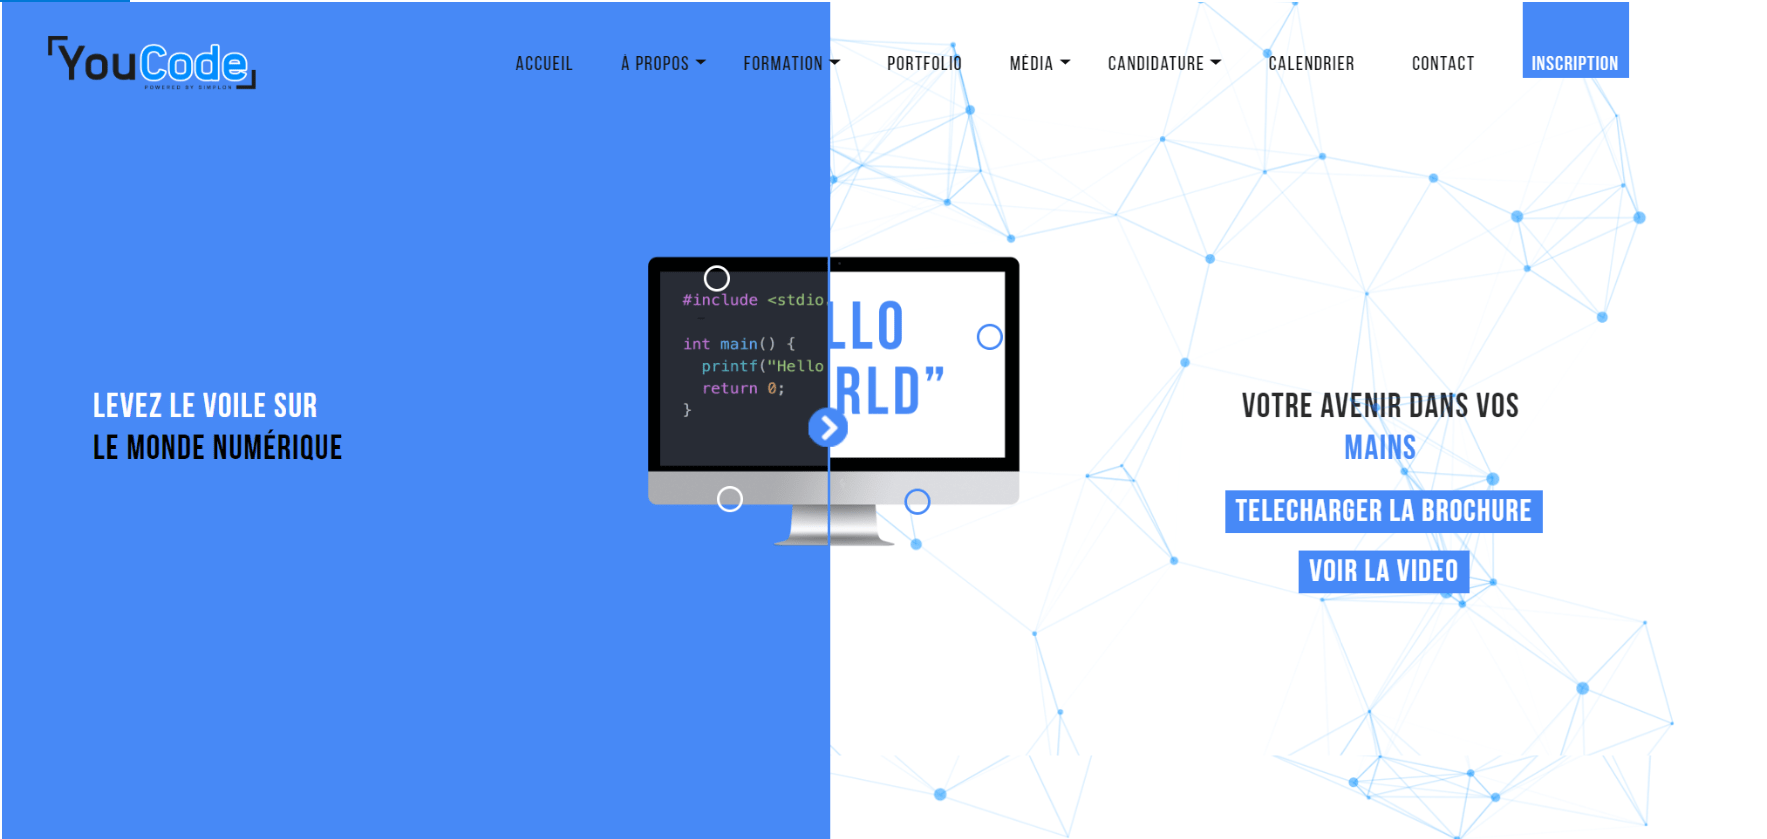 YouCode
POWERED BY SIMPLON
ACCUEIL
À PROPOS
FORMATION
PORTFOLIO
MÉDIA
CANDIDATURE
CALENDRIER
CONTACT
INSCRIPTION
#include <stdio
int main() {
printf("Hello
return 0;
}
LLO
RLD”
LEVEZ LE VOILE SUR
LE MONDE NUMÉRIQUE
VOTRE AVENIR DANS VOS
MAINS
TELECHARGER LA BROCHURE
VOIR LA VIDEO